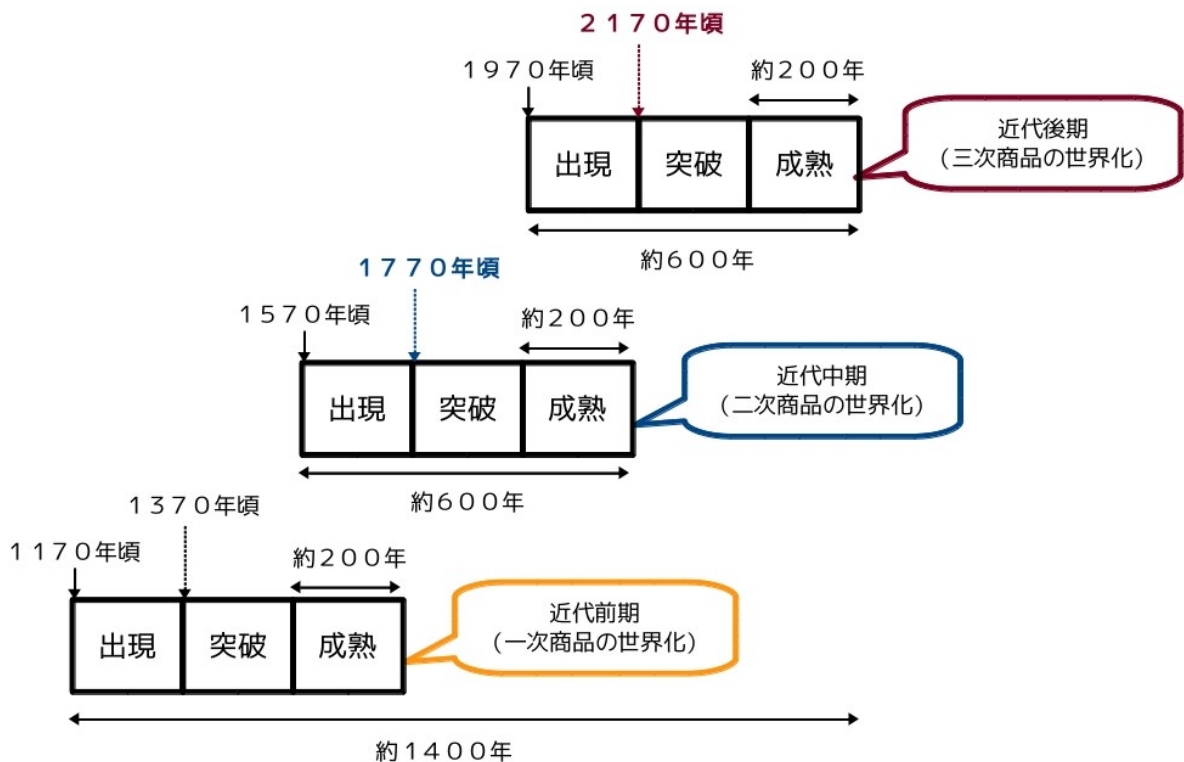 ２１７０年頃
１９７０年頃
約２００年
出現
突破
成熟
近代後期
（三次商品の世界化）
約６００年
１７７０年頃
１５７０年頃
約２００年
出現
突破
成熟
近代中期
（二次商品の世界化）
約６００年
１３７０年頃
１１７０年頃
約２００年
出現
突破
成熟
近代前期
（一次商品の世界化）
約１４００年